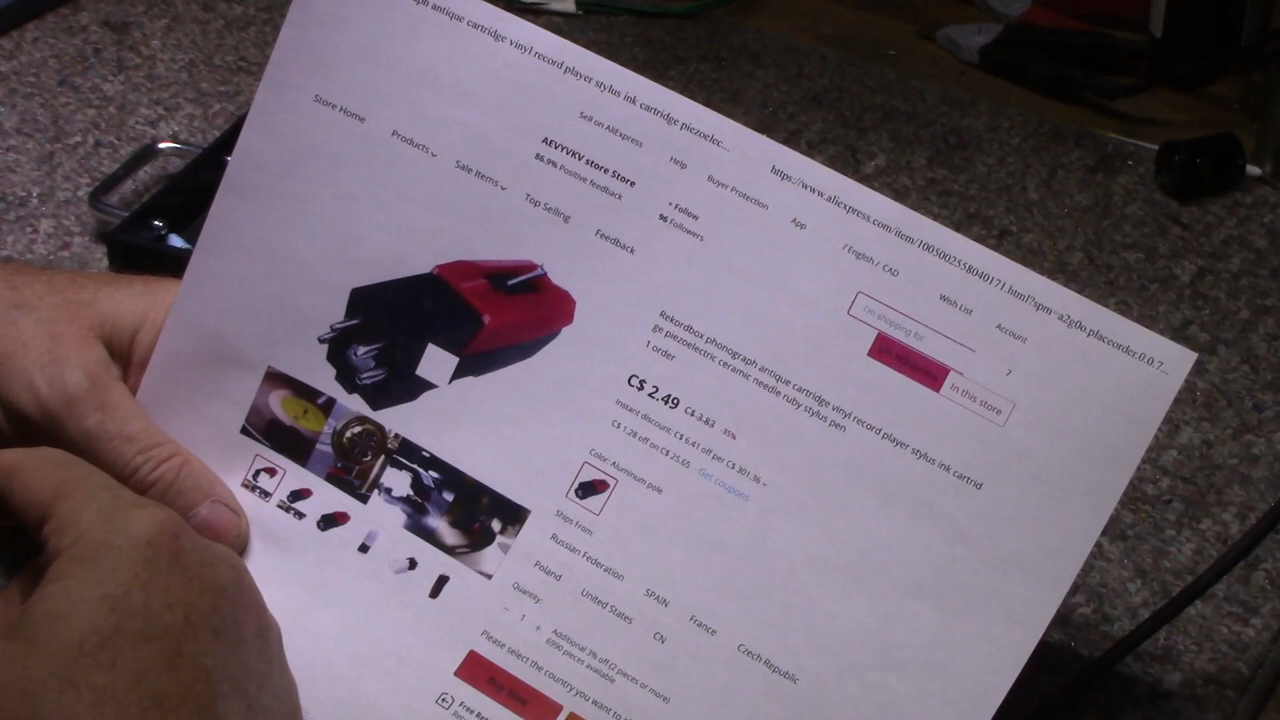 ph antique cartridge vinyl record player stylus ink cartridge piezoelec...
https://www.aliexpress.com/item/1005002558040171.html?spm=a2g0o.placeorder.0.0.7...
Sell on AliExpress
Help
Buyer Protection
App
/ English / CAD
Wish List
Account
AEVYVKV store Store
86.9% Positive feedback
+ Follow
96 Followers
I'm shopping for
7
In this store
Store Home
Products
Sale Items
Top Selling
Feedback
Rekordbox phonograph antique cartridge vinyl record player stylus ink cartrid
ge piezoelectric ceramic needle ruby stylus pen
1 order
C$ 2.49 C$ 3.83 -35%
Instant discount: C$ 6.41 off per C$ 301.36
C$ 1.28 off on C$ 25.65 Get coupons
Color: Aluminum pole
Ships From:
Russian Federation
SPAIN
France
Czech Republic
Poland
United States
CN
Quantity:
− 1 + Additional 3% off (2 pieces or more)
6990 pieces available
Please select the country you want to
Buy Now
Free Ret